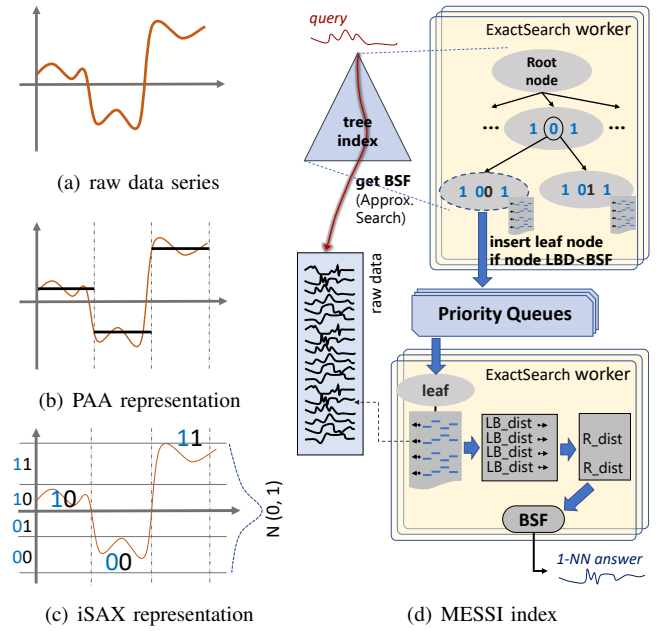 (a) raw data series
(b) PAA representation
11
10
01
00
10
00
11
N (0, 1)
(c) iSAX representation
query
tree
index
get BSF
(Approx.
Search)
raw data
ExactSearch worker
Root
node
•••
1 0 1
•••
1 00 1
1 01 1
insert leaf node
if node LBD<BSF
Priority Queues
ExactSearch worker
leaf
LB_dist
LB_dist
LB_dist
LB_dist
R_dist
R_dist
BSF
1-NN answer
(d) MESSI index